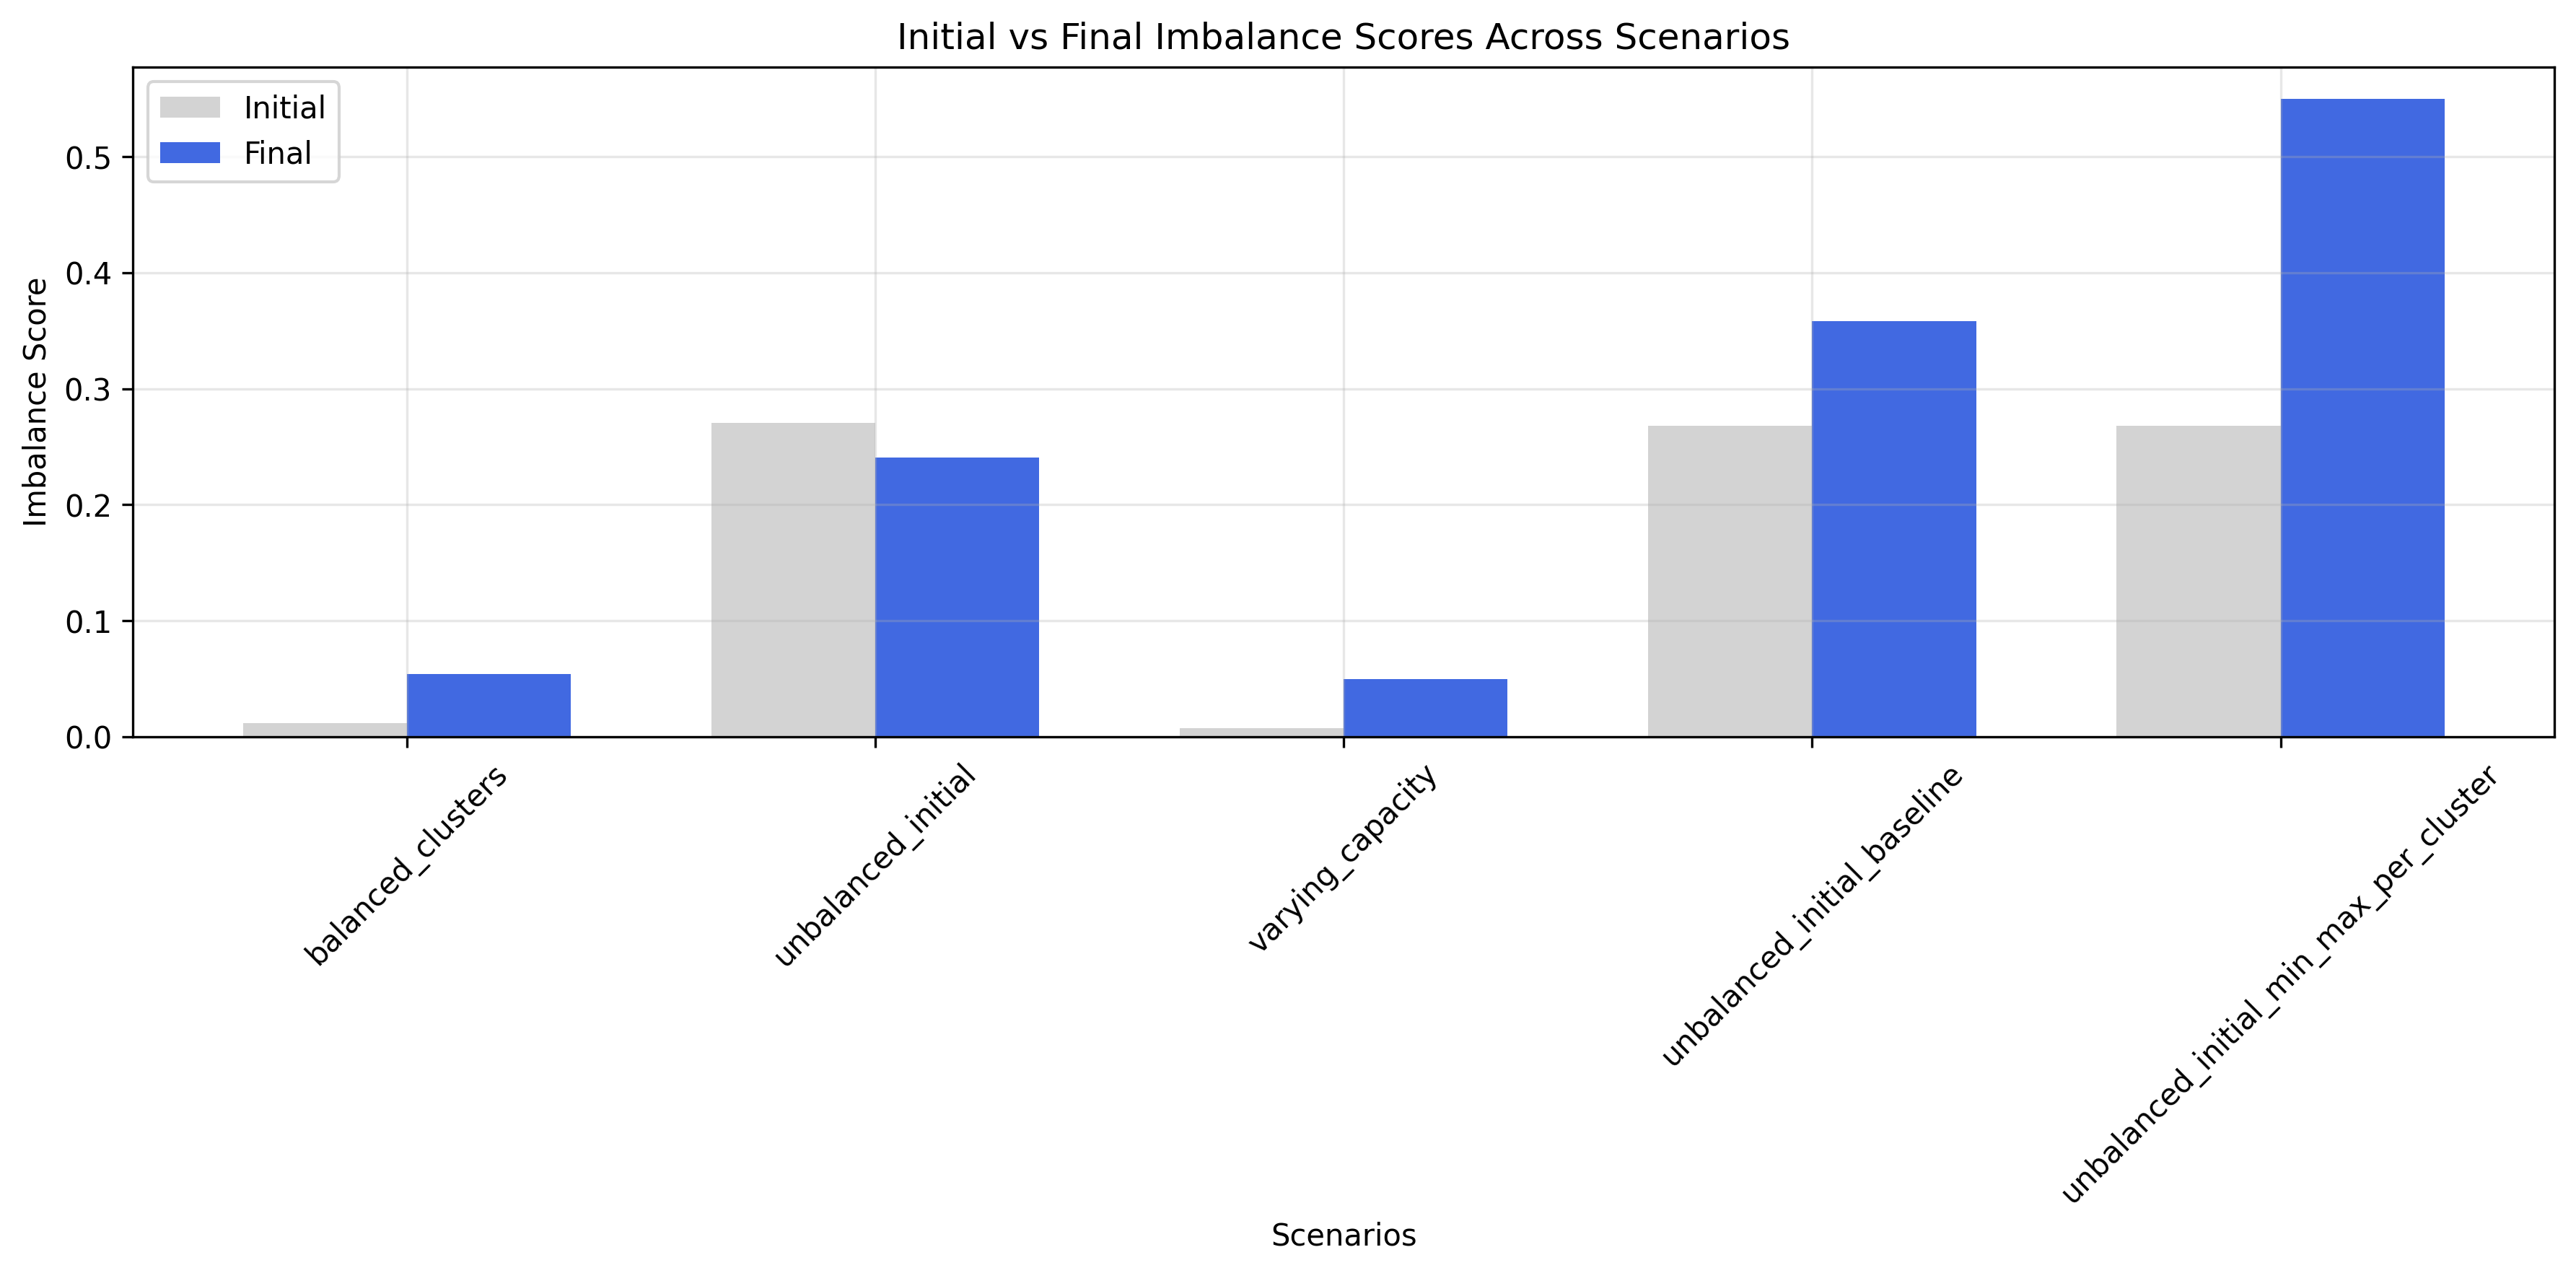 Initial vs Final Imbalance Scores Across Scenarios
Initial
Final
Imbalance Score
0.5
0.4
0.3
0.2
0.1
0.0
balanced_clusters
unbalanced_initial
varying_capacity
unbalanced_initial_baseline
unbalanced_initial_min_max_per_cluster
Scenarios